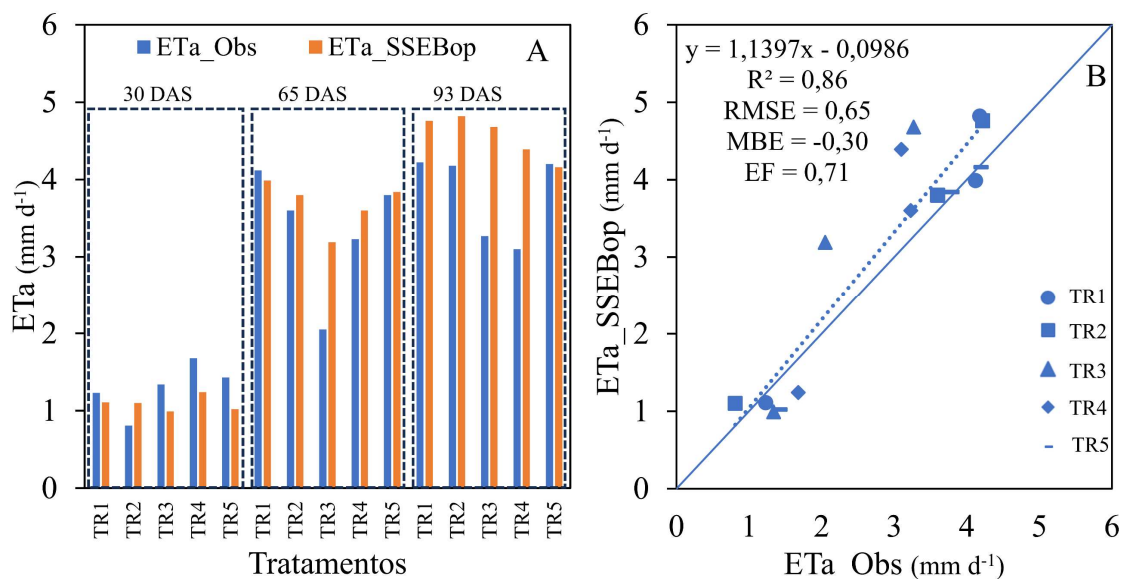 ETa_Obs ETa_SSEBop A
30 DAS 65 DAS 93 DAS
6
5
4
3
2
1
0
ETa (mm d⁻¹)
TR1 TR2 TR3 TR4 TR5 TR1 TR2 TR3 TR4 TR5 TR1 TR2 TR3 TR4 TR5
Tratamentos
B
y = 1,1397x - 0,0986
R² = 0,86
RMSE = 0,65
MBE = -0,30
EF = 0,71
6
5
4
3
2
1
0
ETa_SSEBop (mm d⁻¹)
TR1
TR2
TR3
TR4
TR5
0 1 2 3 4 5 6
ETa_Obs (mm d⁻¹)